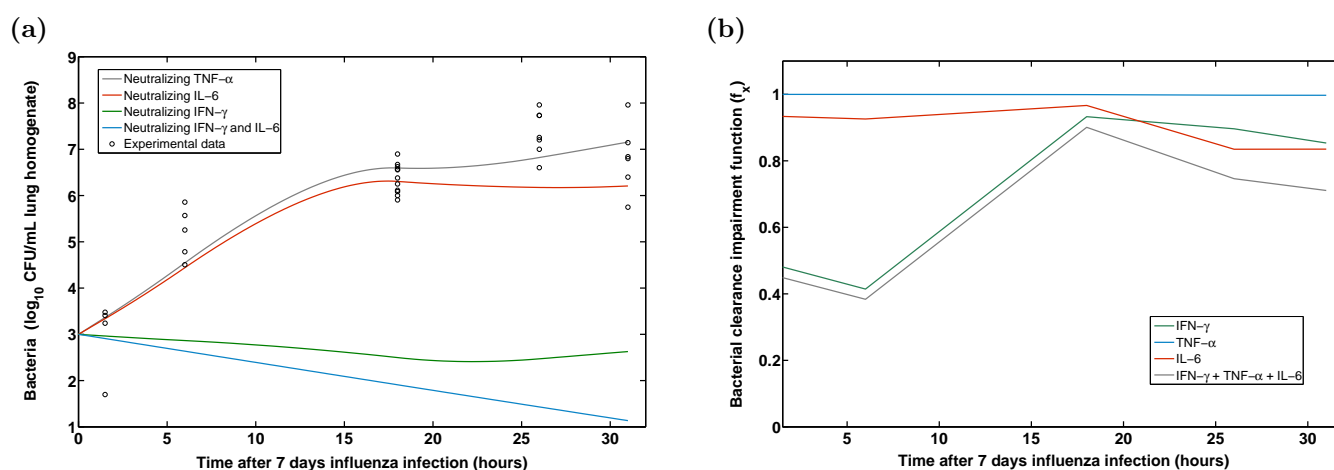 (a)
Bacteria (log10 CFU/mL lung homogenate)
9
8
7
6
5
4
3
2
1
Neutralizing TNF−α
Neutralizing IL−6
Neutralizing IFN−γ
Neutralizing IFN−γ and IL−6
Experimental data
0 5 10 15 20 25 30
Time after 7 days influenza infection (hours)
(b)
Bacterial clearance impairment function (f_x)
1
0.8
0.6
0.4
0.2
0
IFN−γ
TNF−α
IL−6
IFN−γ + TNF−α + IL−6
5 10 15 20 25 30
Time after 7 days influenza infection (hours)